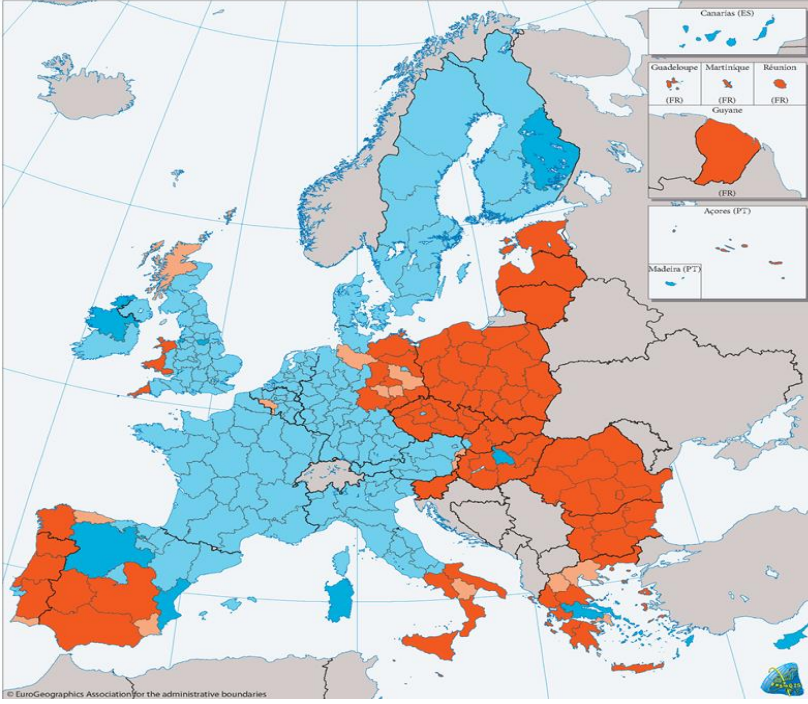 Canarias (ES)
Guadeloupe
Martinique
Réunion
(FR)
(FR)
(FR)
Guyane
(FR)
Açores (PT)
Madeira (PT)
© EuroGeographics Association for the administrative boundaries